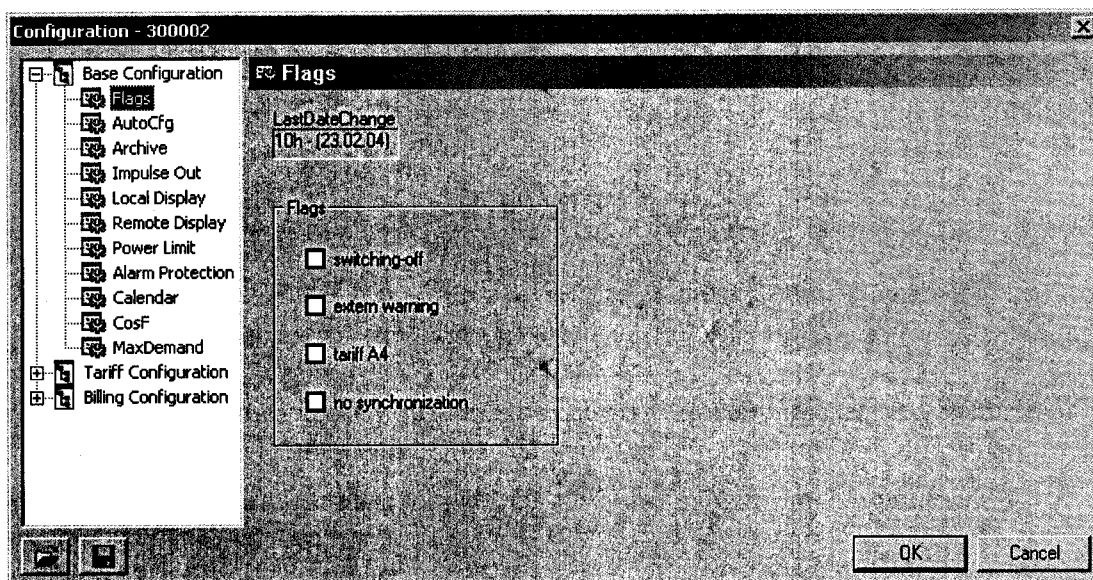 Configuration - 300002
Base Configuration
Flags
AutoCfg
Archive
Impulse Out
Local Display
Remote Display
Power Limit
Alarm Protection
Calendar
CosF
MaxDemand
Tariff Configuration
Billing Configuration
Flags
LastDateChange
10h - (23.02.04)
Flags
switching-off
extern warning
tariff A4
no synchronization
OK
Cancel